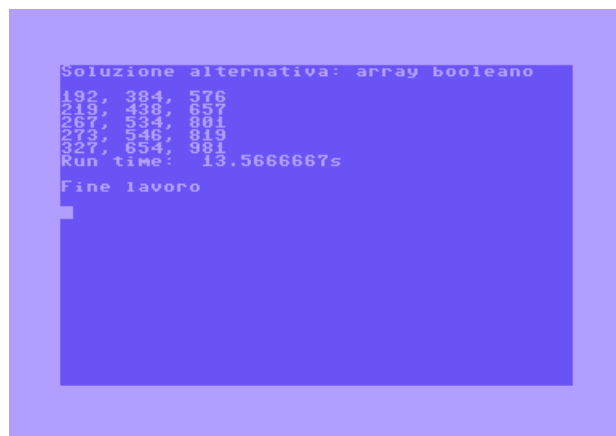 Soluzione alternativa: array booleano
192, 384, 576
219, 438, 657
267, 534, 801
273, 546, 819
327, 654, 981
Run time:  13.5666667s
Fine lavoro